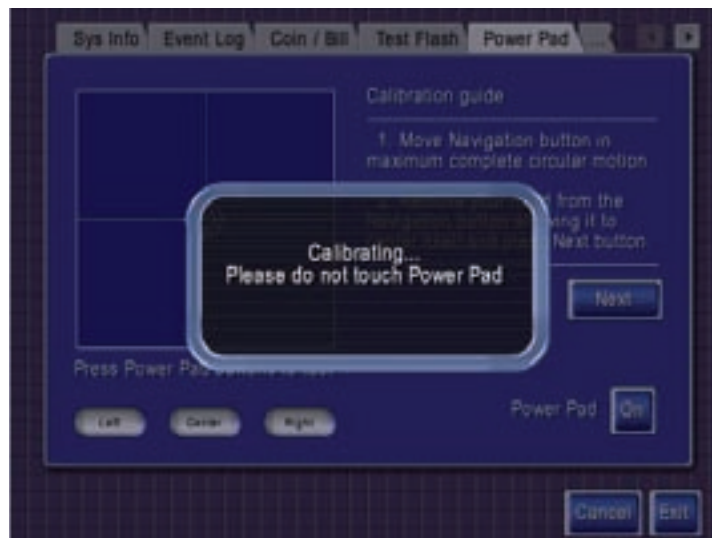 Sys Info Event Log Coin / Bill Test Flash Power Pad ...
Calibration guide
1. Move Navigation button in
maximum complete circular motion
from the
Next button
Calibrating...
Please do not touch Power Pad
Next
Press Power Pad
Left Center Right
Power Pad On
Cancel Exit